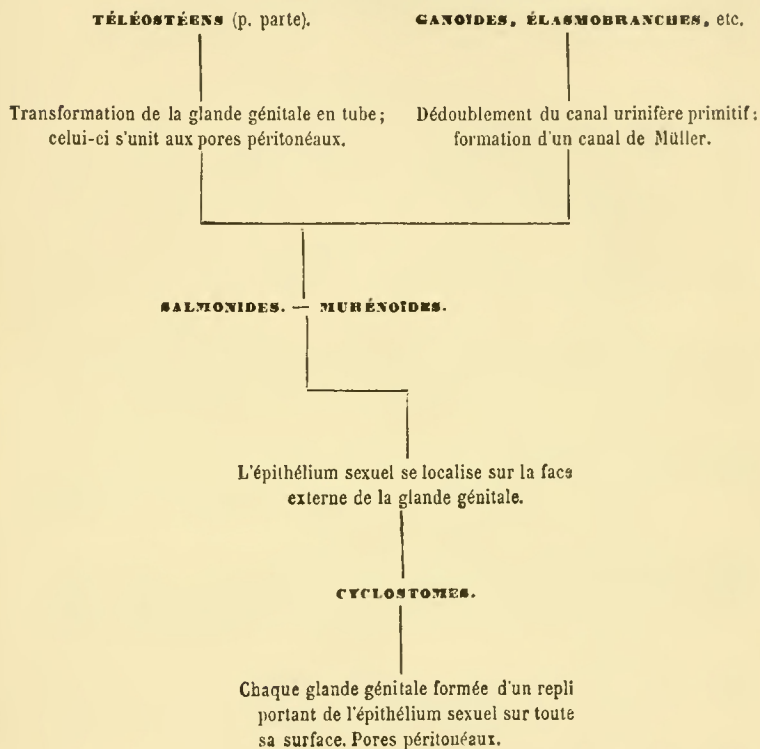 TÉLÉOSTÉENS (p. parte).
GANOÏDES, ÉLASMOBRANCHES, etc.
Transformation de la glande génitale en tube;
celui-ci s'unit aux pores péritonéaux.
Dédoublement du canal urinifère primitif:
formation d'un canal de Müller.
SALMONIDES. — MURÉNOÏDES.
L'épithélium sexuel se localise sur la face
externe de la glande génitale.
CYCLOSTOMES.
Chaque glande génitale formée d'un repli
portant de l'épithélium sexuel sur toute
sa surface. Pores péritonéaux.